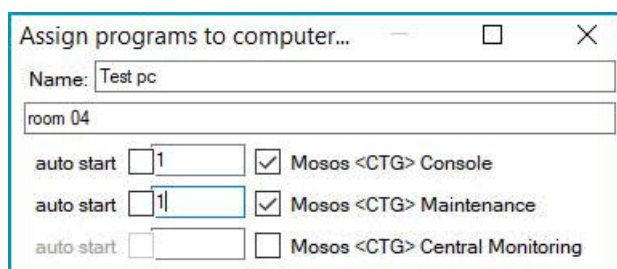 Assign programs to computer...
Name: Test pc
room 04
auto start 1 Mosos <CTG> Console
auto start 1 Mosos <CTG> Maintenance
auto start Mosos <CTG> Central Monitoring